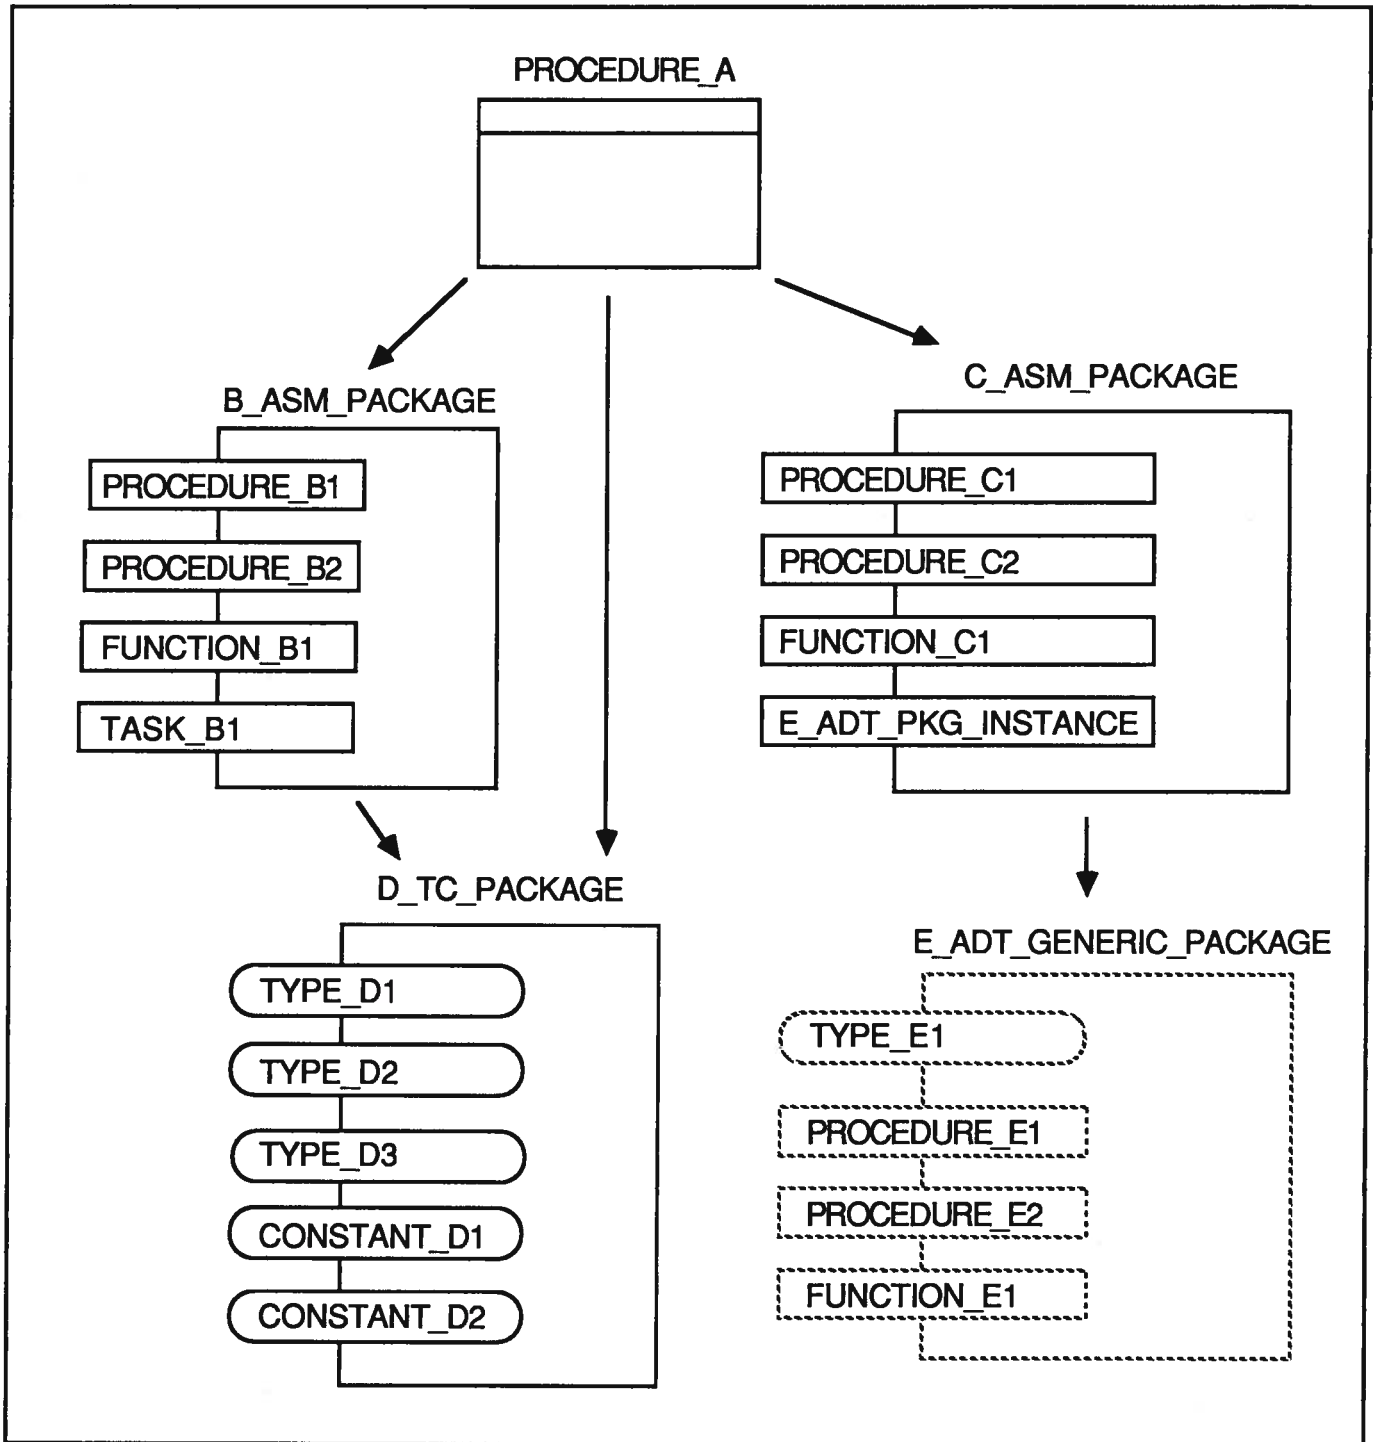 PROCEDURE_A
B_ASM_PACKAGE
PROCEDURE_B1
PROCEDURE_B2
FUNCTION_B1
TASK_B1
C_ASM_PACKAGE
PROCEDURE_C1
PROCEDURE_C2
FUNCTION_C1
E_ADT_PKG_INSTANCE
D_TC_PACKAGE
TYPE_D1
TYPE_D2
TYPE_D3
CONSTANT_D1
CONSTANT_D2
E_ADT_GENERIC_PACKAGE
TYPE_E1
PROCEDURE_E1
PROCEDURE_E2
FUNCTION_E1